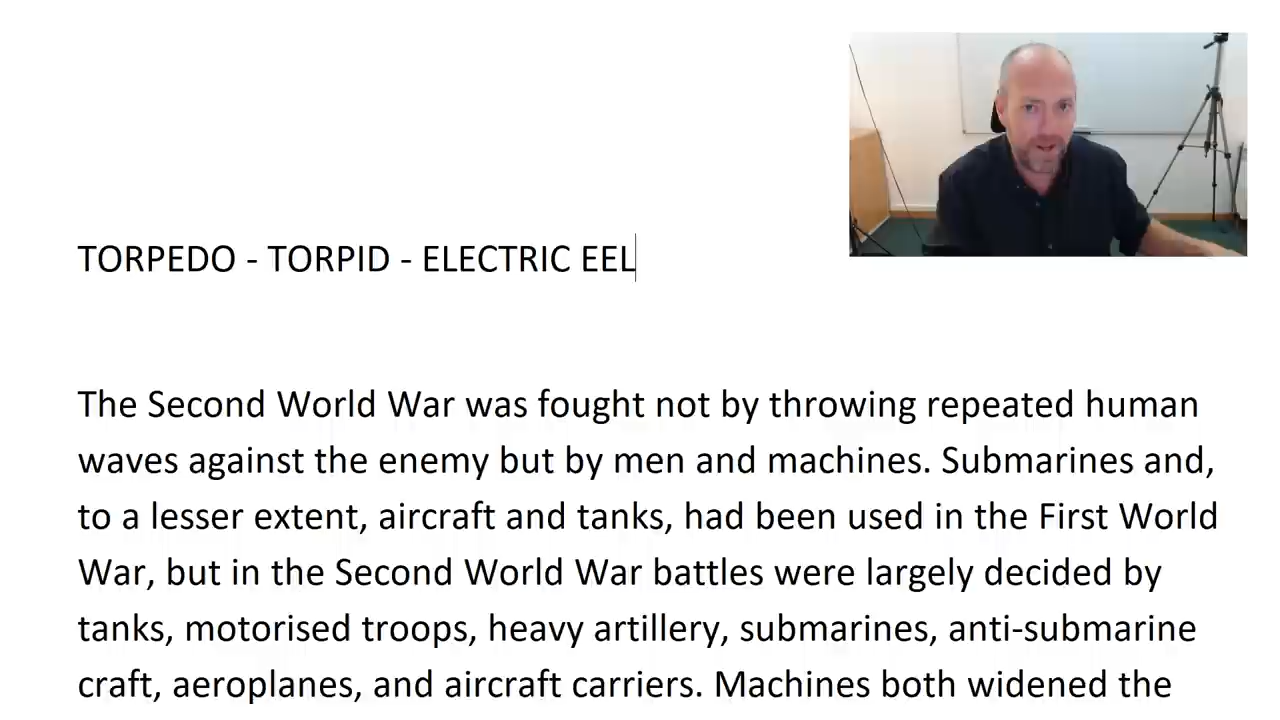 TORPEDO - TORPID - ELECTRIC EEL
The Second World War was fought not by throwing repeated human
waves against the enemy but by men and machines. Submarines and,
to a lesser extent, aircraft and tanks, had been used in the First World
War, but in the Second World War battles were largely decided by
tanks, motorised troops, heavy artillery, submarines, anti-submarine
craft, aeroplanes, and aircraft carriers. Machines both widened the